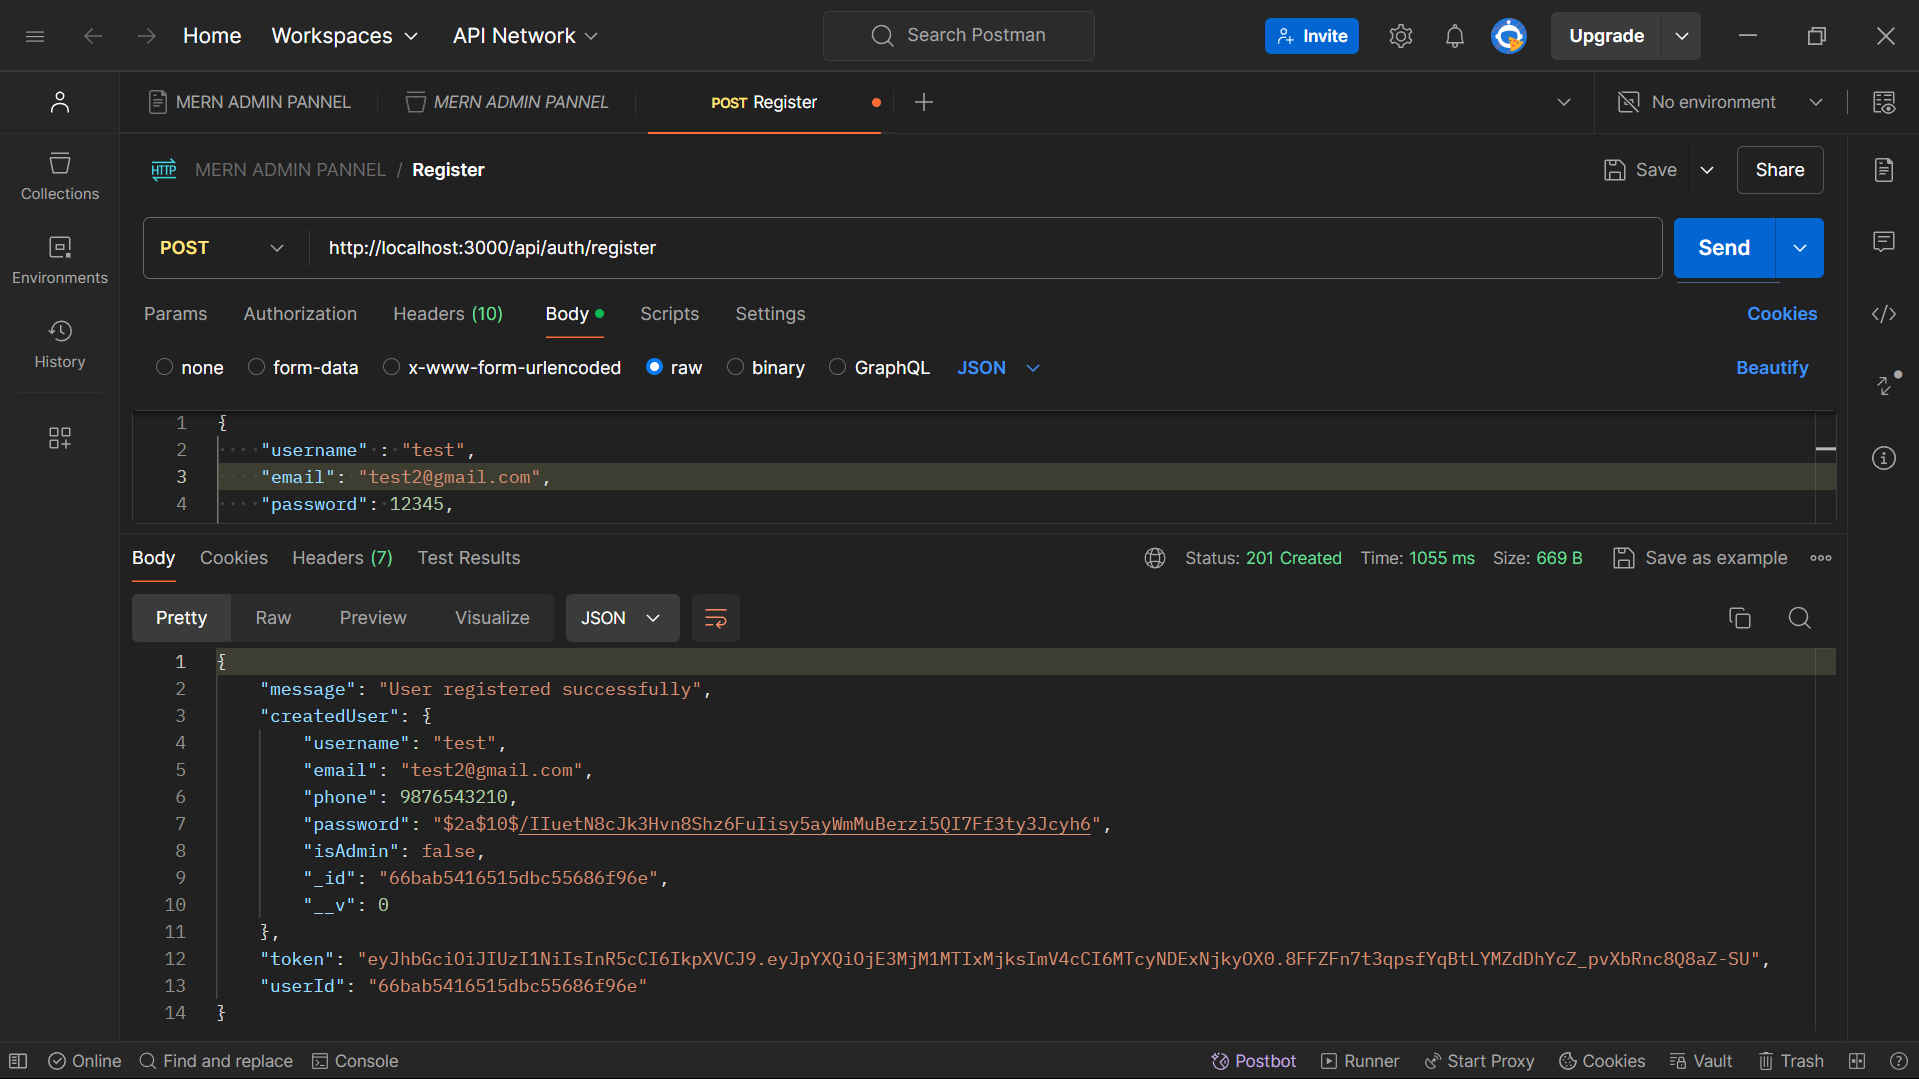 Home Workspaces API Network Search Postman Invite Upgrade
MERN ADMIN PANNEL MERN ADMIN PANNEL POST Register No environment
HTTP MERN ADMIN PANNEL / Register Save Share
Collections
POST http://localhost:3000/api/auth/register Send
Environments
Params Authorization Headers (10) Body Scripts Settings Cookies
History
none form-data x-www-form-urlencoded raw binary GraphQL JSON Beautify
1 {
2 "username" : "test",
3 "email": "test2@gmail.com",
4 "password": 12345,
Body Cookies Headers (7) Test Results Status: 201 Created Time: 1055 ms Size: 669 B Save as example
Pretty Raw Preview Visualize JSON
1 {
2 "message": "User registered successfully",
3 "createdUser": {
4 "username": "test",
5 "email": "test2@gmail.com",
6 "phone": 9876543210,
7 "password": "$2a$10$/IIuetN8cJk3Hvn8Shz6FuIisy5ayWmMuBerzi5QI7Ff3ty3Jcyh6",
8 "isAdmin": false,
9 "_id": "66bab5416515dbc55686f96e",
10 "__v": 0
11 },
12 "token": "eyJhbGciOiJIUzI1NiIsInR5cCI6IkpXVCJ9.eyJpYXQiOjE3MjM1MTIxMjksImV4cCI6MTcyNDExNjkyOX0.8FFZFn7t3qpsfYqBtLYMZdDhYcZ_pvXbRnc8Q8aZ-SU",
13 "userId": "66bab5416515dbc55686f96e"
14 }
Online Find and replace Console Postbot Runner Start Proxy Cookies Vault Trash